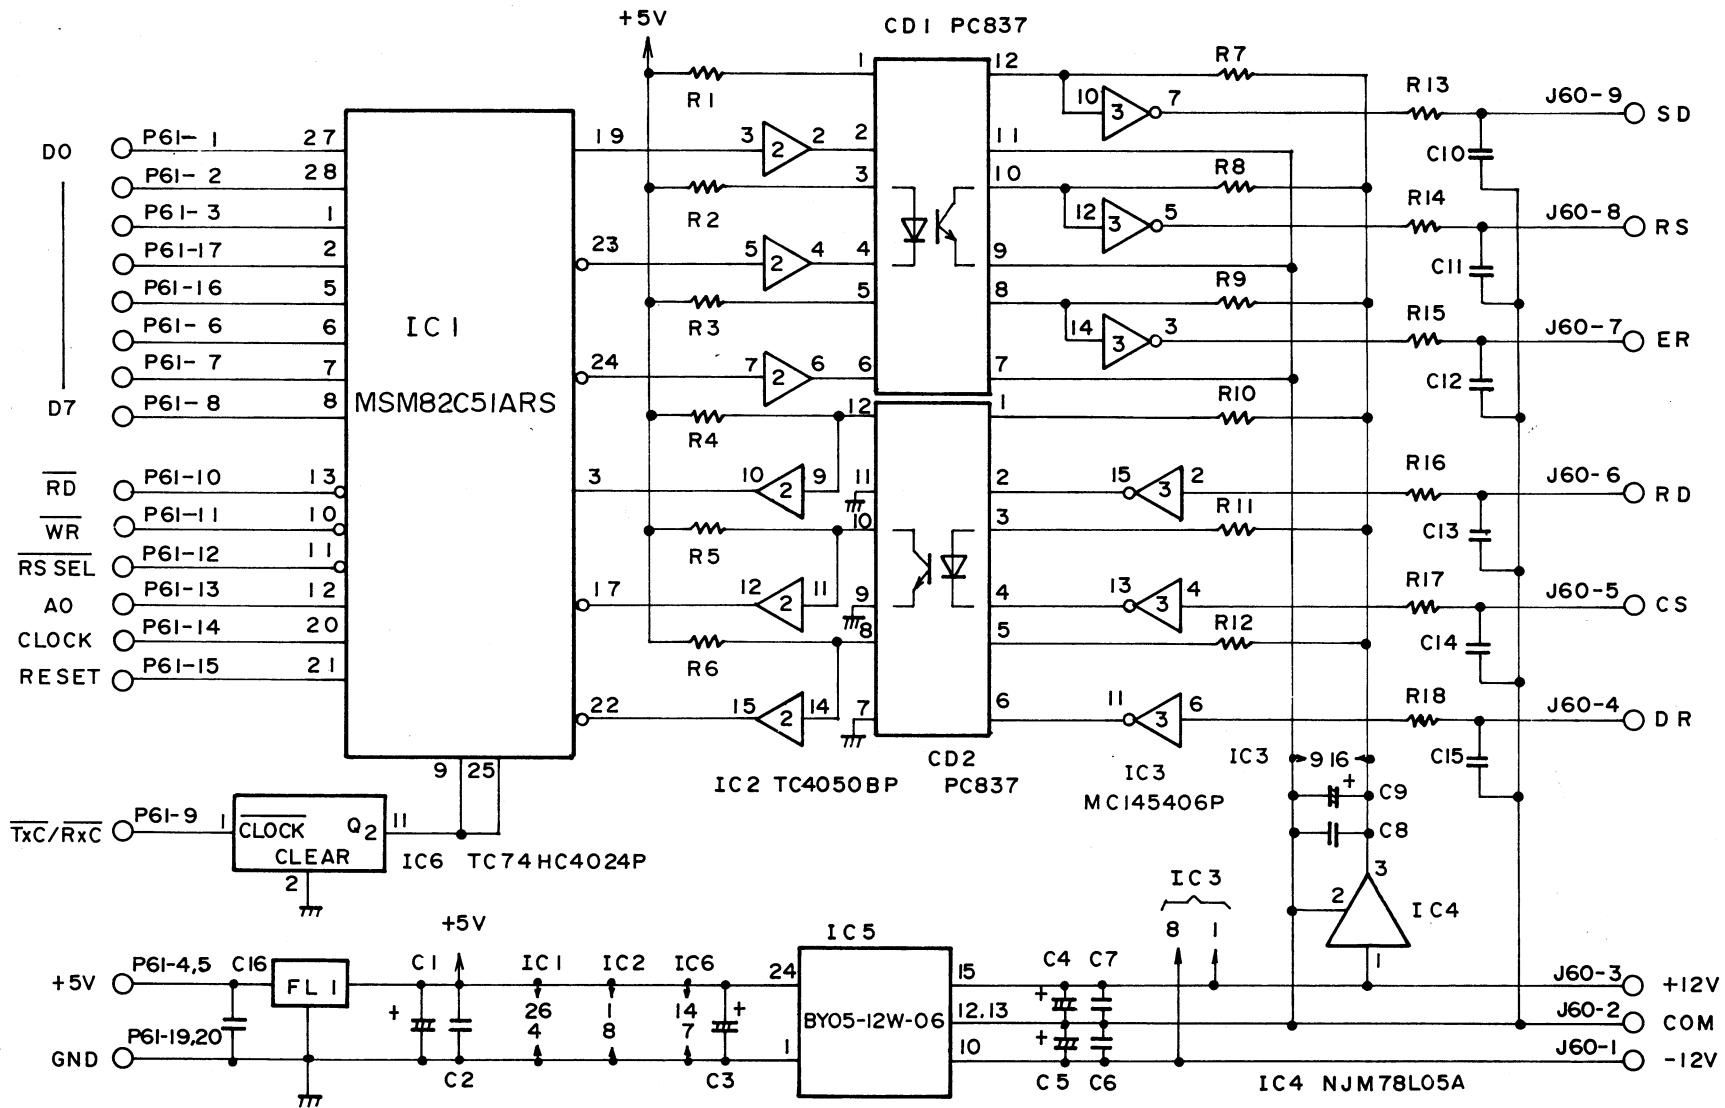 +5V
CD1 PC837
1
12
R7
R1
10
3
7
R13
J60-9
SD
D0
P61-1
27
19
3
2
2
2
11
C10
P61-2
28
3
10
R8
R2
12
3
5
R14
J60-8
RS
P61-3
1
P61-17
2
23
5
2
4
4
9
C11
P61-16
5
5
8
R9
R3
14
3
3
R15
J60-7
ER
P61-6
6
IC1
P61-7
7
24
7
2
6
6
7
C12
D7
P61-8
8
MSM82C51ARS
R4
12
1
R10
RD
P61-10
13
3
10
2
9
11
2
15
3
2
R16
J60-6
RD
WR
P61-11
10
R5
10
3
R11
C13
RS SEL
P61-12
11
A0
P61-13
12
17
12
2
11
9
4
13
3
4
R17
J60-5
CS
CLOCK
P61-14
20
R6
8
5
R12
C14
RESET
P61-15
21
22
15
2
14
7
6
11
3
6
R18
J60-4
DR
9
25
IC2 TC4050BP
CD2
PC837
IC3
MC145406P
IC3
9 16
C15
+
C9
C8
TxC/RxC
P61-9
1
CLOCK
Q2
11
CLEAR
IC6 TC74HC4024P
2
3
2
IC4
1
IC3
8
1
+5V
IC5
+5V
P61-4,5
C16
FL1
C1
IC1
IC2
IC6
24
15
C4
C7
J60-3
+12V
+
26
1
14
+
BY05-12W-06
12,13
+
J60-2
COM
4
8
7
+
GND
P61-19,20
C2
C3
1
10
C5
C6
J60-1
-12V
IC4 NJM78L05A